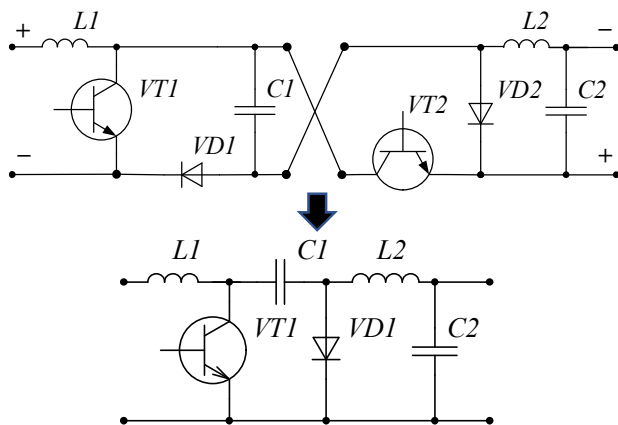 + L1 L2 −
VT1 C1 VT2 VD2 C2
− VD1 +
L1 C1 L2
VT1 VD1 C2